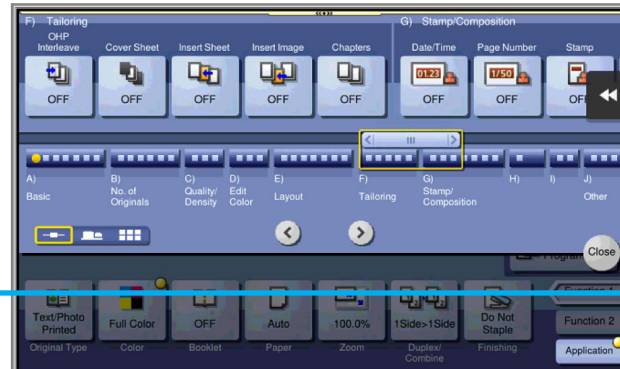 F) Tailoring
G) Stamp/Composition
OHP
Interleave
Cover Sheet
Insert Sheet
Insert Image
Chapters
Date/Time
Page Number
Stamp
01.23
1/50
OFF
OFF
OFF
OFF
OFF
OFF
OFF
A)
Basic
B)
No. of
Originals
C)
Quality/
Density
D)
Edit
Color
E)
Layout
F)
Tailoring
G)
Stamp/
Composition
H)
I)
J)
Other
Close
Function 1
Text/Photo
Printed
Full Color
OFF
Auto
100.0%
1Side>1Side
Do Not
Staple
Function 2
Original Type
Color
Booklet
Paper
Zoom
Duplex/
Combine
Finishing
Application